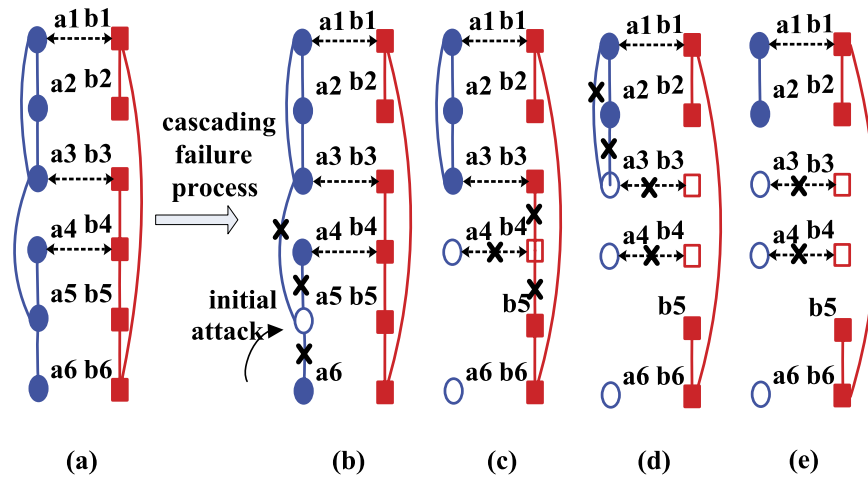 a1 b1
a2 b2
a3 b3
a4 b4
a5 b5
a6 b6
(a)
cascading
failure
process
initial
attack
a1 b1
a2 b2
a3 b3
a4 b4
a5 b5
a6
(b)
a1 b1
a2 b2
a3 b3
a4 b4
b5
a6 b6
(c)
a1 b1
a2 b2
a3 b3
a4 b4
b5
a6 b6
(d)
a1 b1
a2 b2
a3 b3
a4 b4
b5
a6 b6
(e)